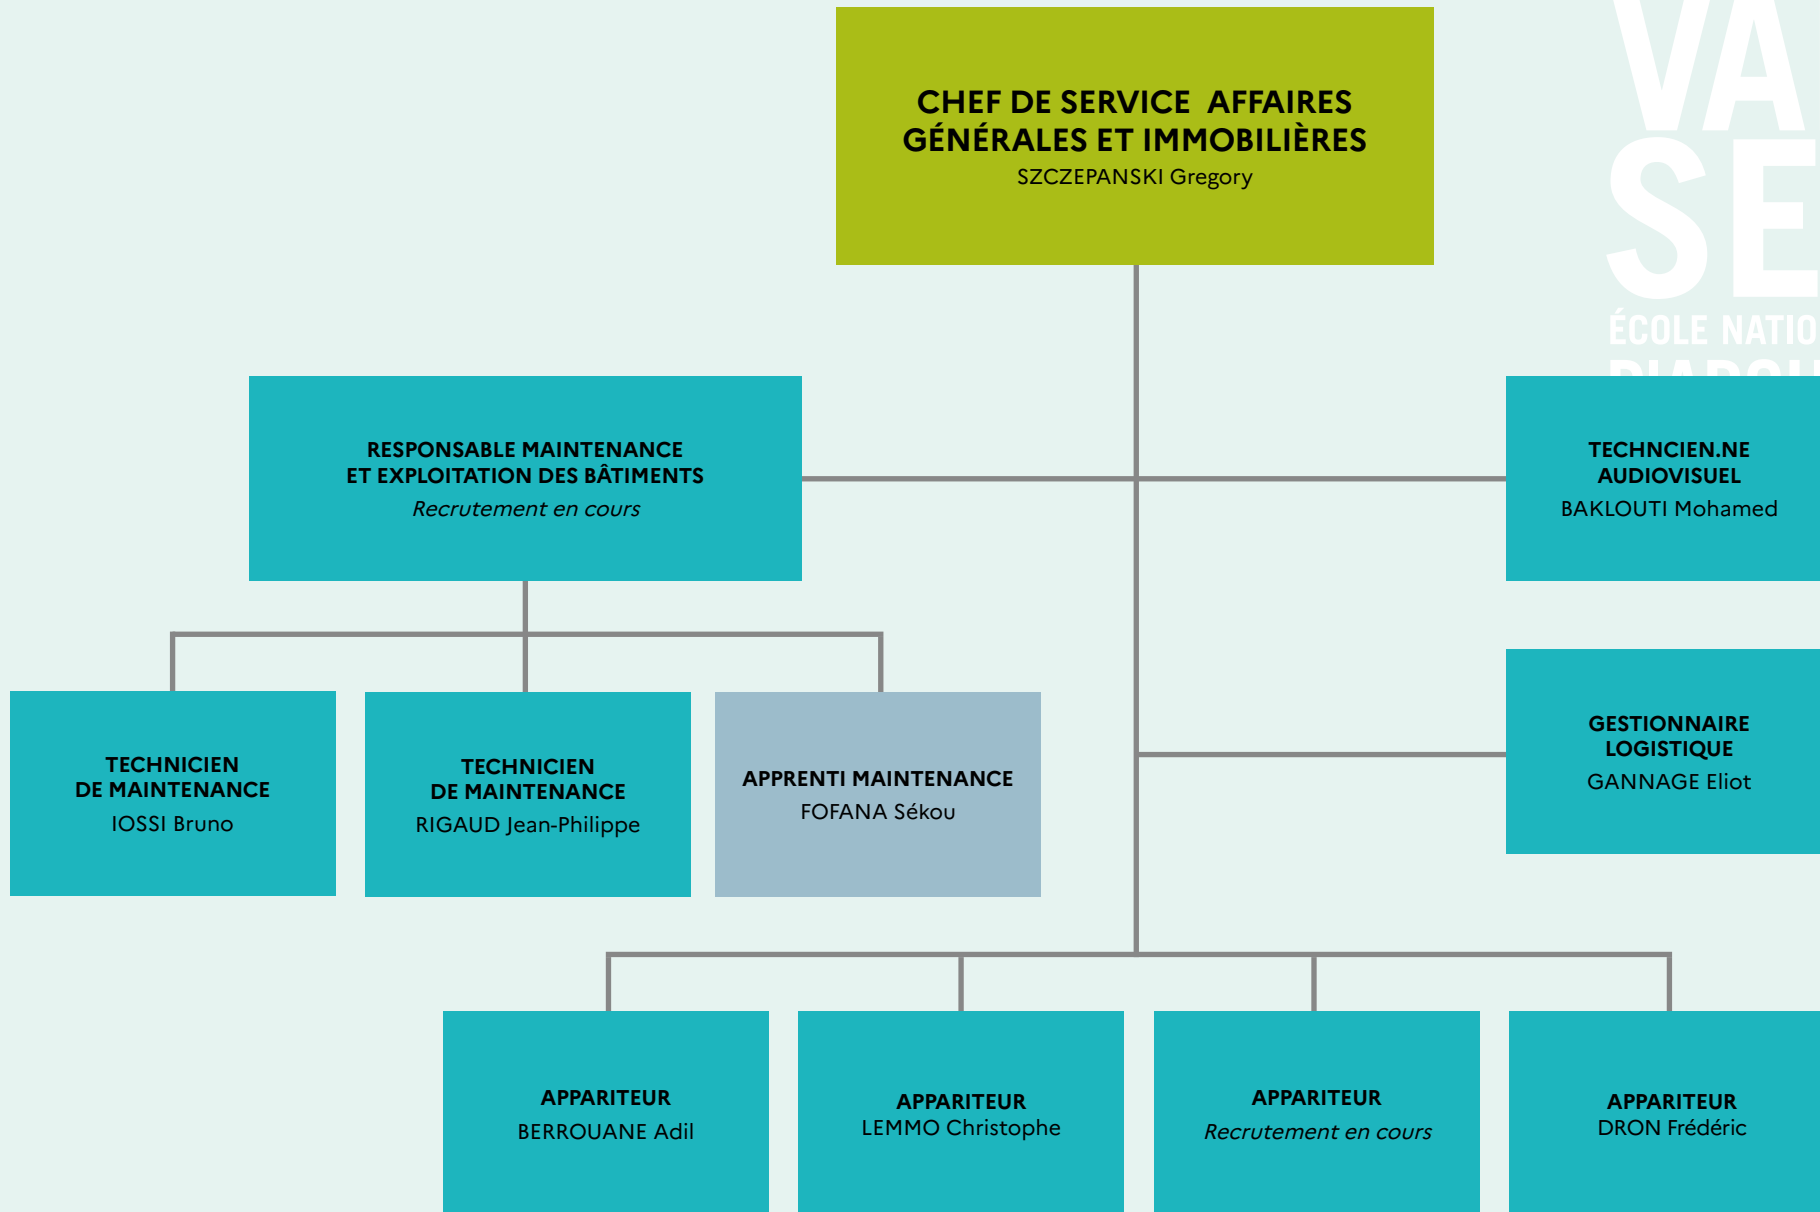 VA
SE
ÉCOLE NATIO
CHEF DE SERVICE AFFAIRES
GÉNÉRALES ET IMMOBILIÈRES
SZCZEPANSKI Gregory
RESPONSABLE MAINTENANCE
ET EXPLOITATION DES BÂTIMENTS
Recrutement en cours
TECHNCIEN.NE
AUDIOVISUEL
BAKLOUTI Mohamed
TECHNICIEN
DE MAINTENANCE
IOSSI Bruno
TECHNICIEN
DE MAINTENANCE
RIGAUD Jean-Philippe
APPRENTI MAINTENANCE
FOFANA Sékou
GESTIONNAIRE
LOGISTIQUE
GANNAGE Eliot
APPARITEUR
BERROUANE Adil
APPARITEUR
LEMMO Christophe
APPARITEUR
Recrutement en cours
APPARITEUR
DRON Frédéric